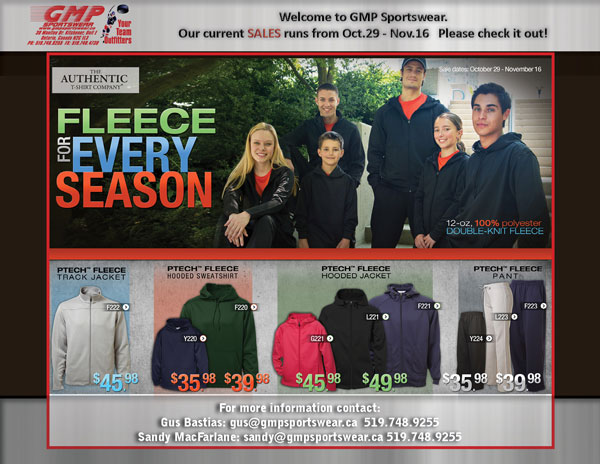 GMP
SPORTSWEAR
Your
Team
Outfitters
Welcome to GMP Sportswear.
Our current SALES runs from Oct.29 - Nov.16 Please check it out!
THE
AUTHENTIC
T-SHIRT COMPANY
Sale dates: October 29 - November 16
FLEECE
FOR EVERY
SEASON
12-oz, 100% polyester
DOUBLE-KNIT FLEECE
PTECH™ FLEECE
TRACK JACKET
F222
$45.98
PTECH™ FLEECE
HOODED SWEATSHIRT
F220
Y220
$35.98 $39.98
PTECH™ FLEECE
HOODED JACKET
F221
L221
G221
$45.98 $49.98
PTECH™ FLEECE
PANT
F223
L223
Y224
$35.98 $39.98
For more information contact:
Gus Bastias: gus@gmpsportswear.ca 519.748.9255
Sandy MacFarlane: sandy@gmpsportswear.ca 519.748.9255